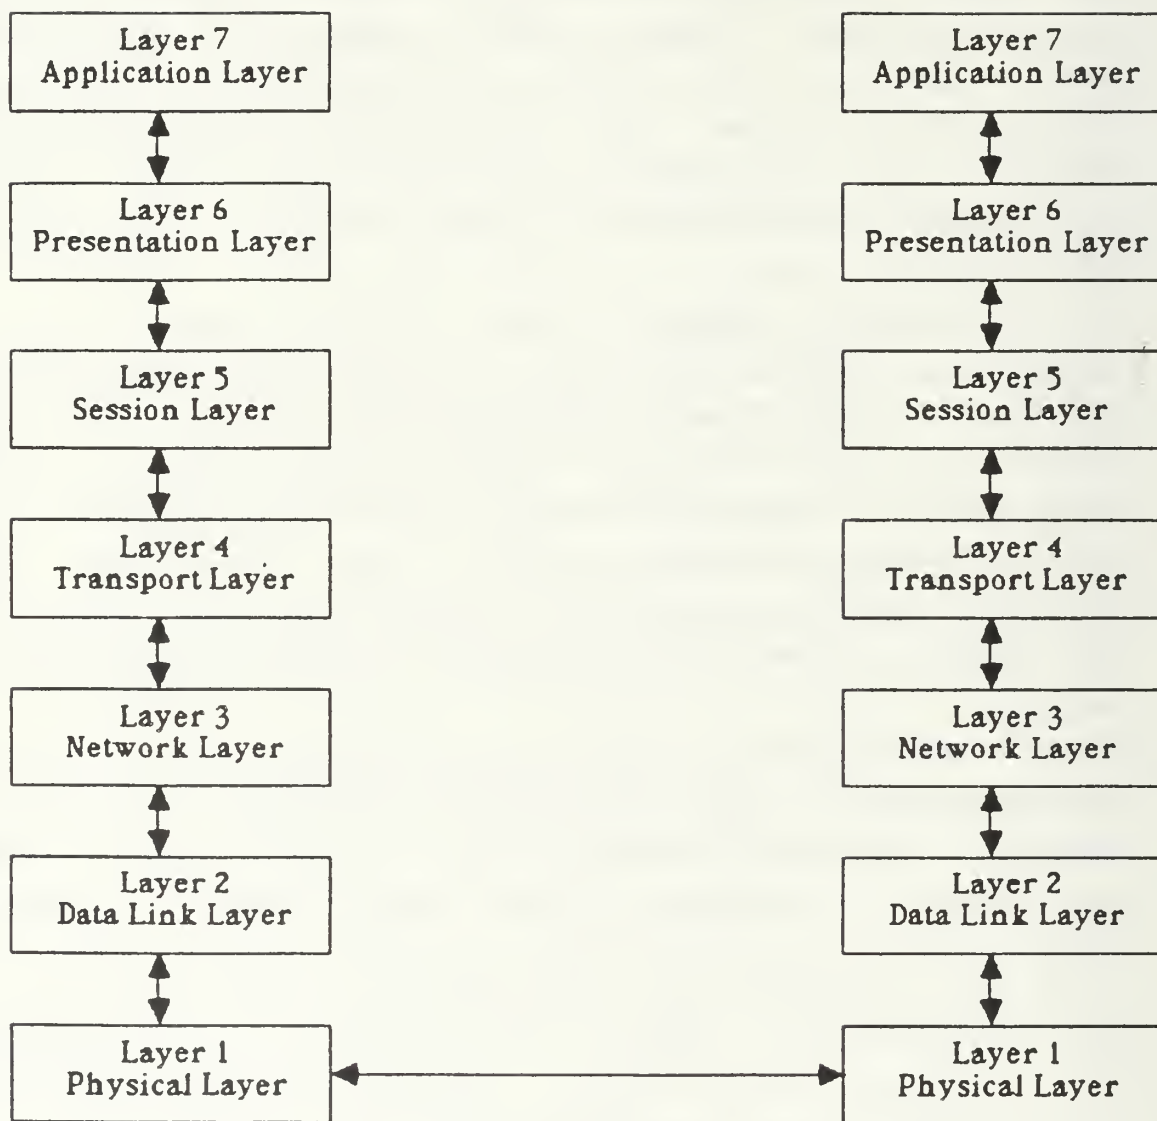 Layer 7
Application Layer
Layer 6
Presentation Layer
Layer 5
Session Layer
Layer 4
Transport Layer
Layer 3
Network Layer
Layer 2
Data Link Layer
Layer 1
Physical Layer
Layer 7
Application Layer
Layer 6
Presentation Layer
Layer 5
Session Layer
Layer 4
Transport Layer
Layer 3
Network Layer
Layer 2
Data Link Layer
Layer 1
Physical Layer